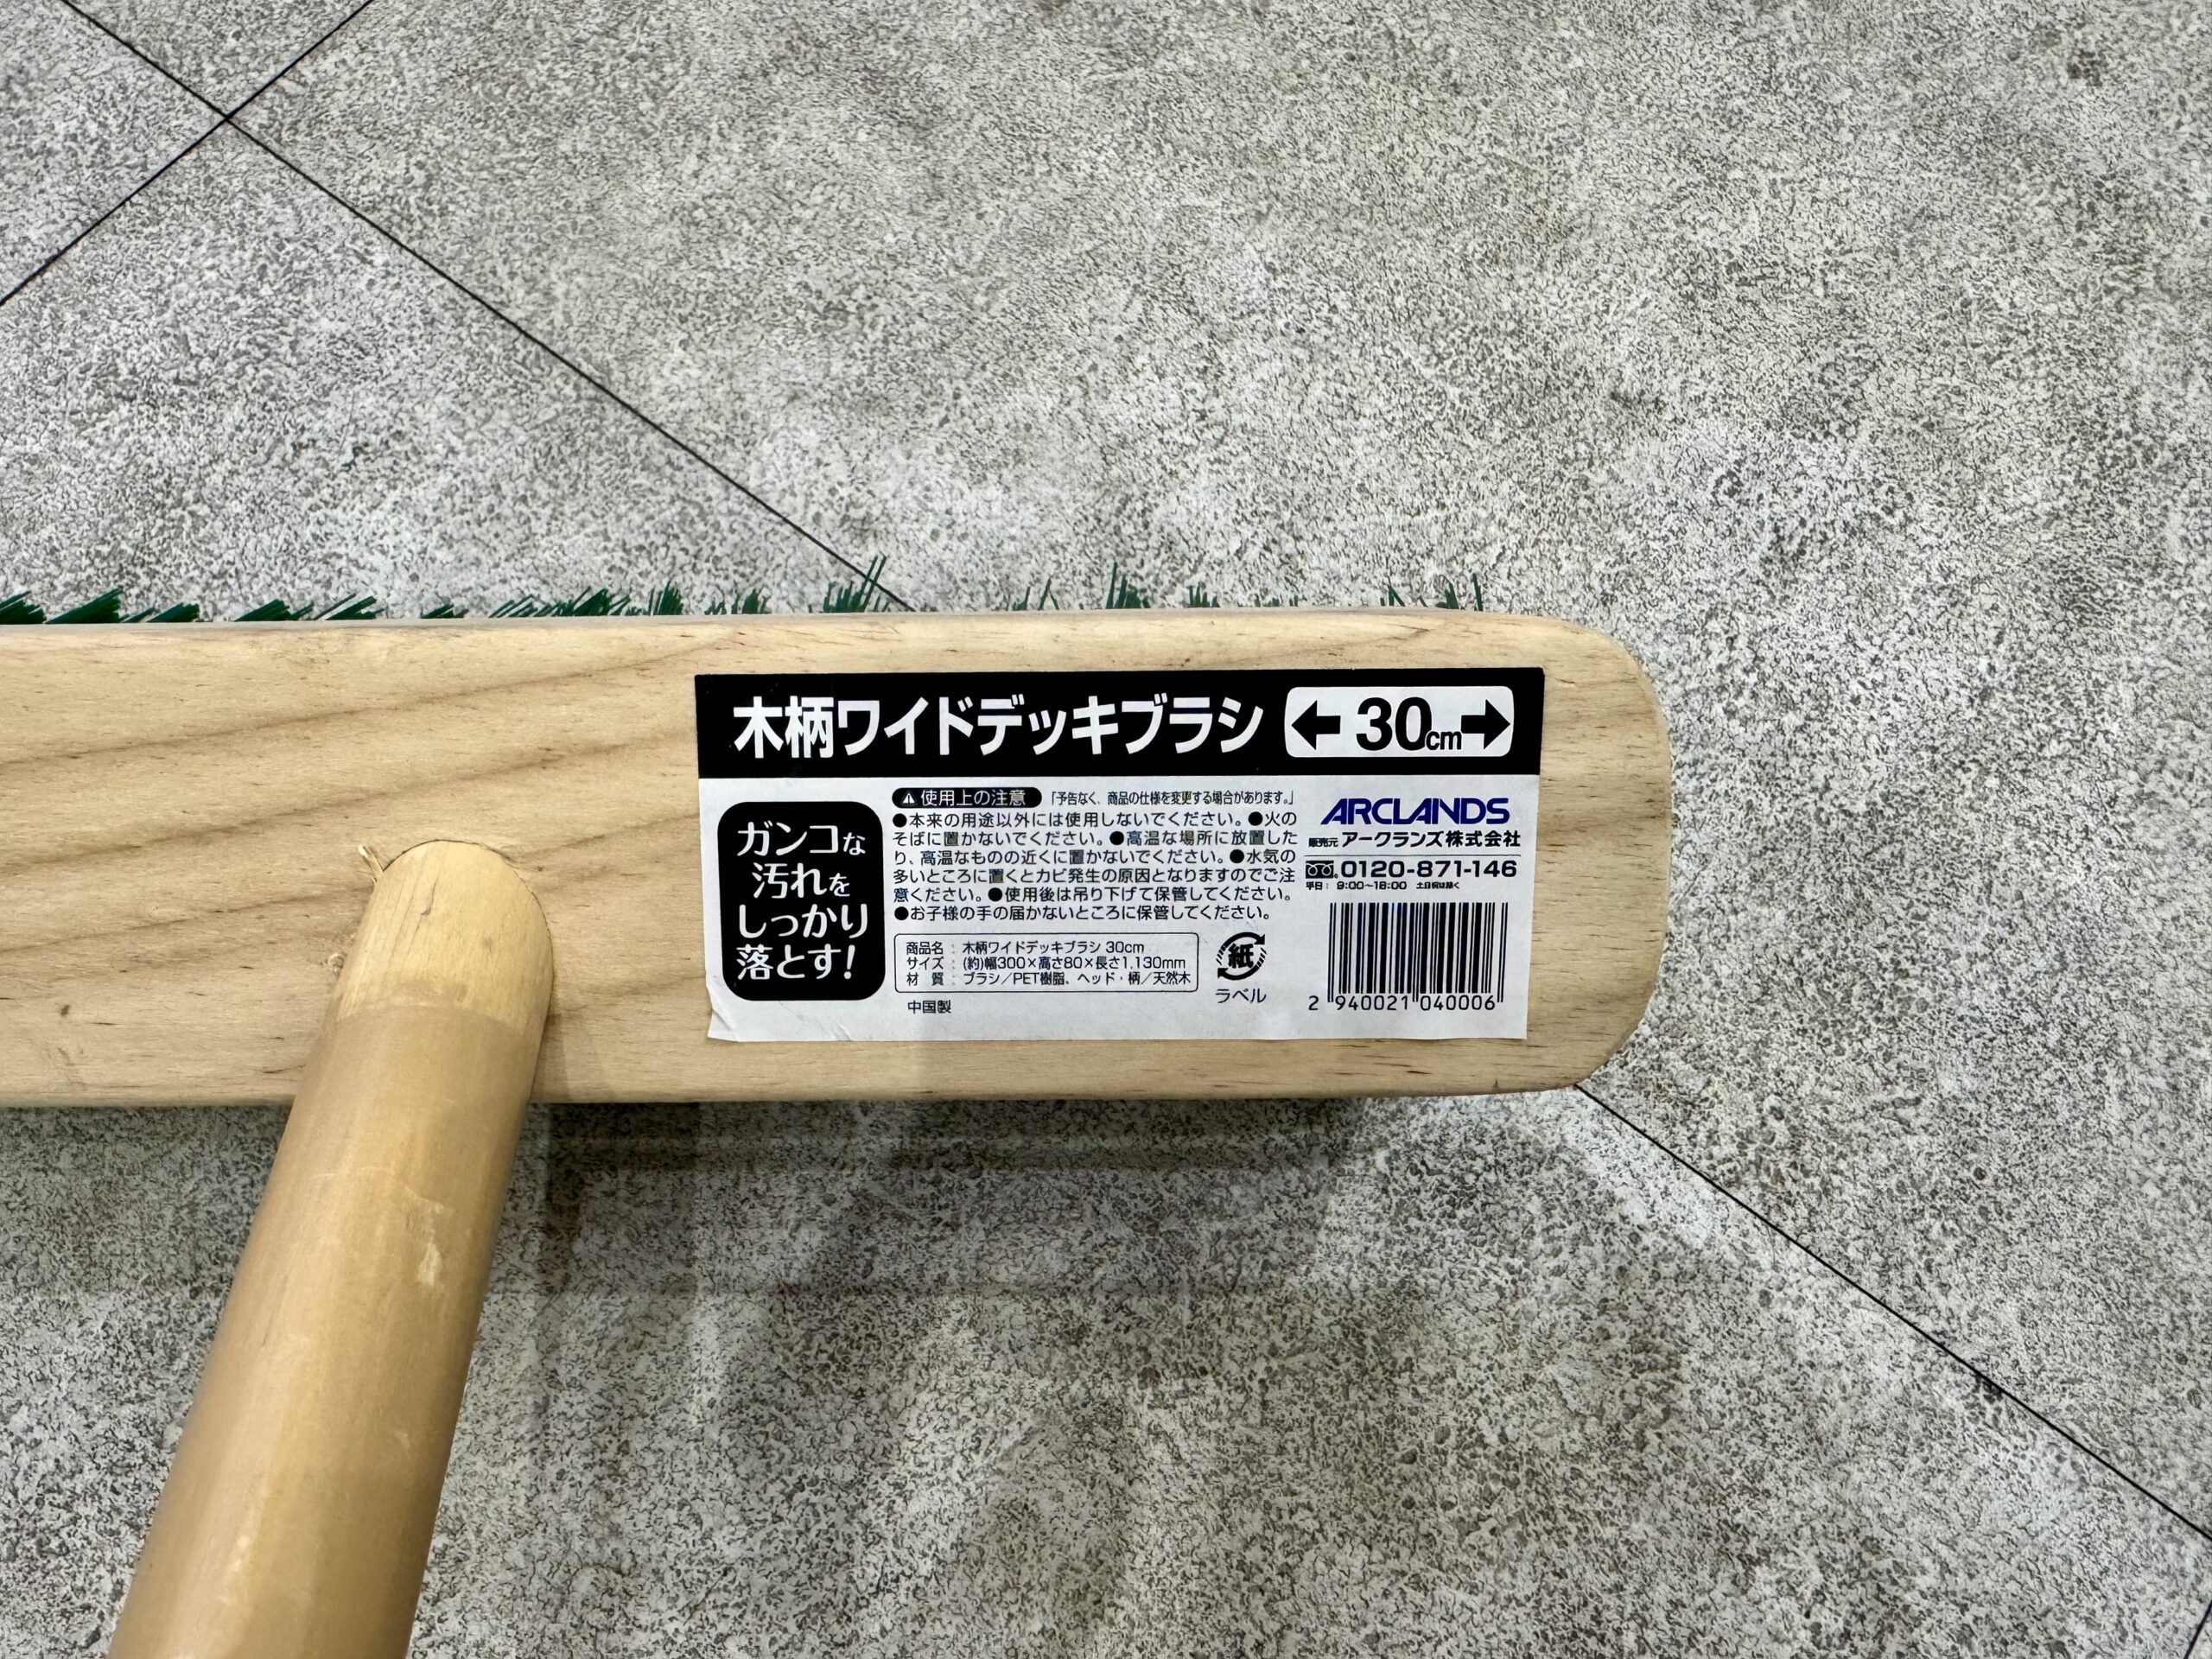 木柄ワイドデッキブラシ ←30cm→
ガンコな
汚れを
しっかり
落とす!
⚠使用上の注意 「予告なく、商品の仕様を変更する場合があります。」
●本来の用途以外には使用しないでください。●火の
そばに置かないでください。●高温な場所に放置した
り、高温なものの近くに置かないでください。●水気の
多いところに置くとカビ発生の原因となりますのでご注
意ください。●使用後は吊り下げて保管してください。
●お子様の手の届かないところに保管してください。
商品名:木柄ワイドデッキブラシ 30cm
サイズ:(約)幅300×高さ80×長さ1,130mm
材 質:ブラシ/PET樹脂、ヘッド・柄/天然木
中国製
紙
ラベル
ARCLANDS
販売元 アークランズ株式会社
0120-871-146
平日:9:00~18:00 土日祝は除く
2 940021 040006